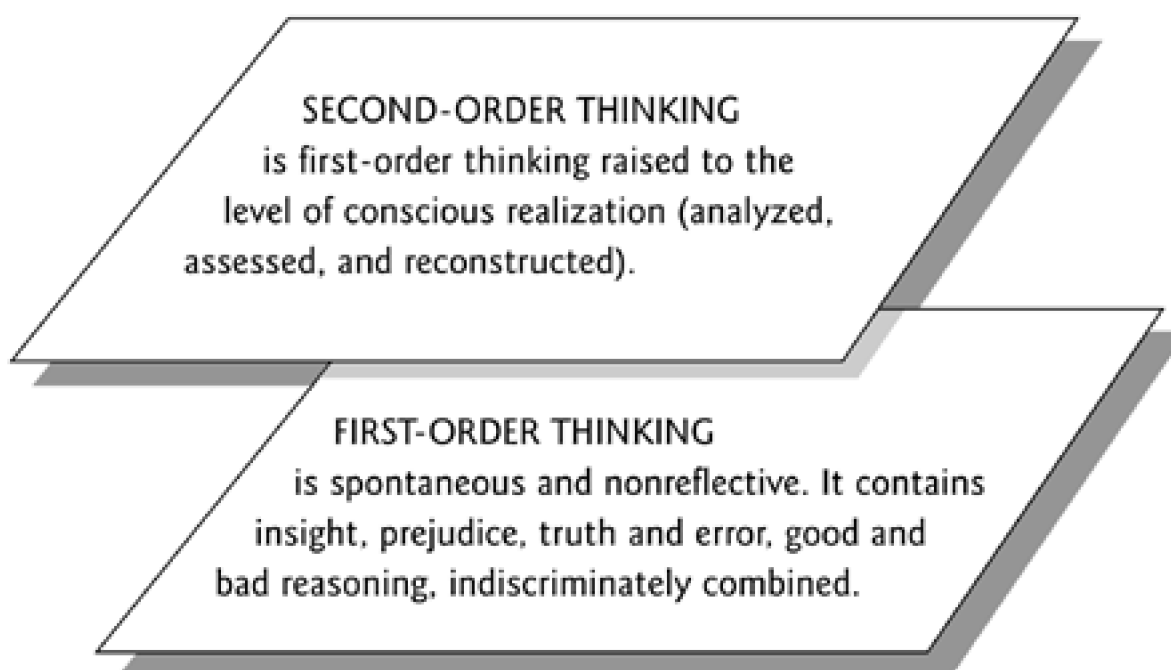 SECOND-ORDER THINKING
is first-order thinking raised to the
level of conscious realization (analyzed,
assessed, and reconstructed).
FIRST-ORDER THINKING
is spontaneous and nonreflective. It contains
insight, prejudice, truth and error, good and
bad reasoning, indiscriminately combined.